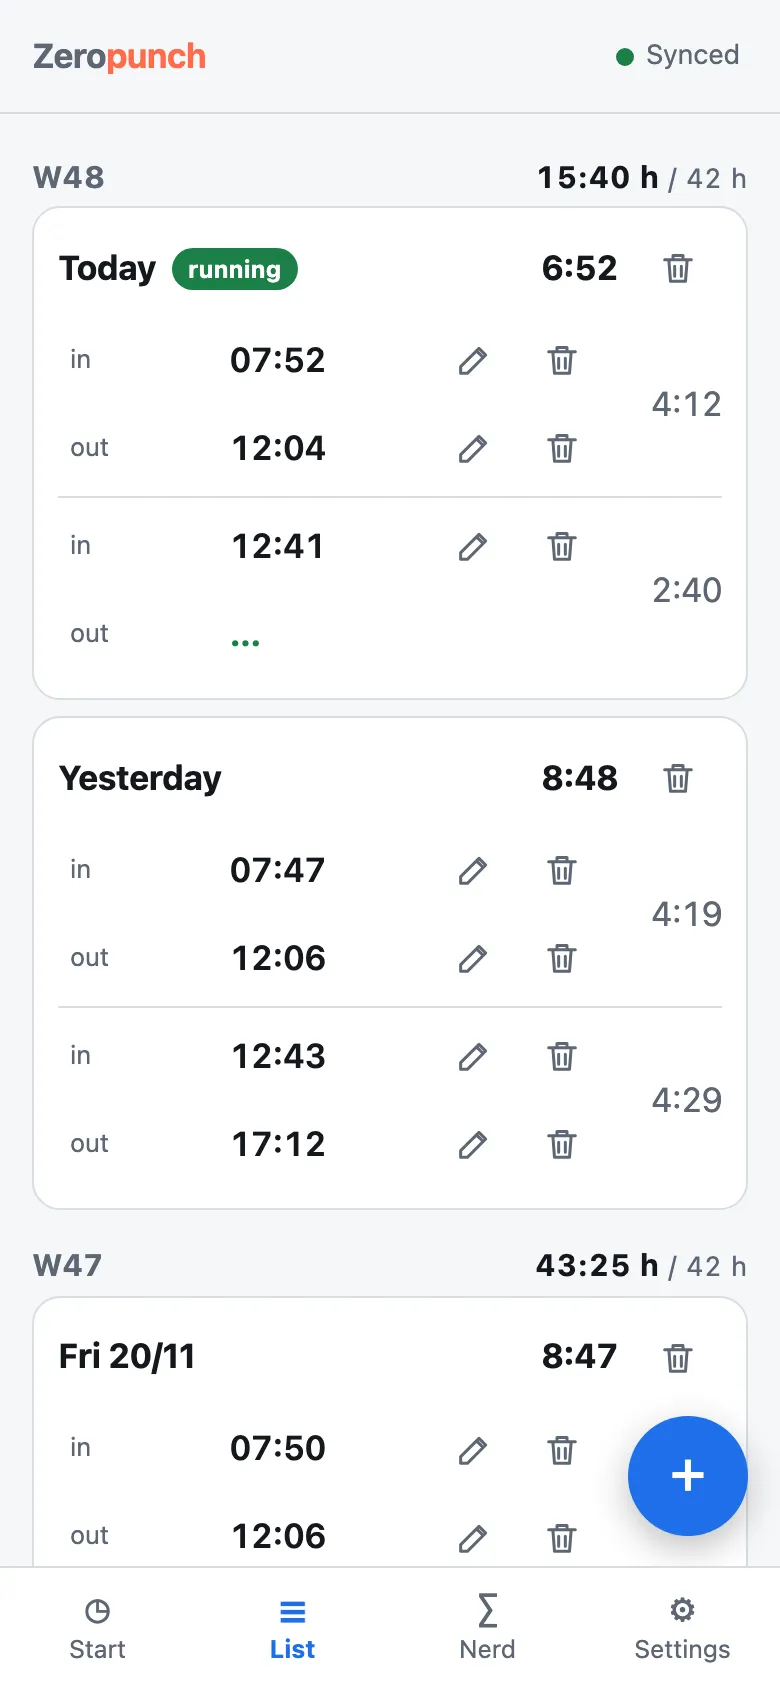 Zeropunch
Synced
W48
15:40 h / 42 h
Today running 6:52
in 07:52
4:12
out 12:04
in 12:41
2:40
out ...
Yesterday 8:48
in 07:47
4:19
out 12:06
in 12:43
4:29
out 17:12
W47
43:25 h / 42 h
Fri 20/11 8:47
in 07:50
+
out 12:06
Start
List
Nerd
Settings